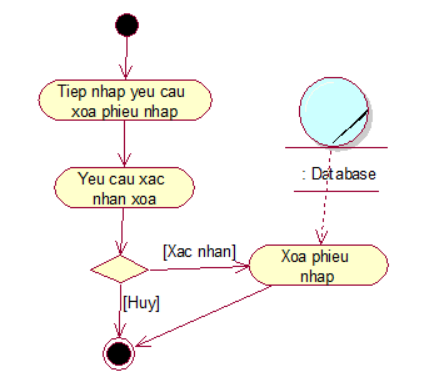 Tiep nhap yeu cau
xoa phieu nhap
Yeu cau xac
nhan xoa
: Database
[Xac nhan]
Xoa phieu
nhap
[Huy]